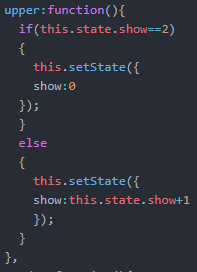 upper:function(){
if(this.state.show==2)
{
this.setState({
show:0
});
}
else
{
this.setState({
show:this.state.show+1
});
}
},